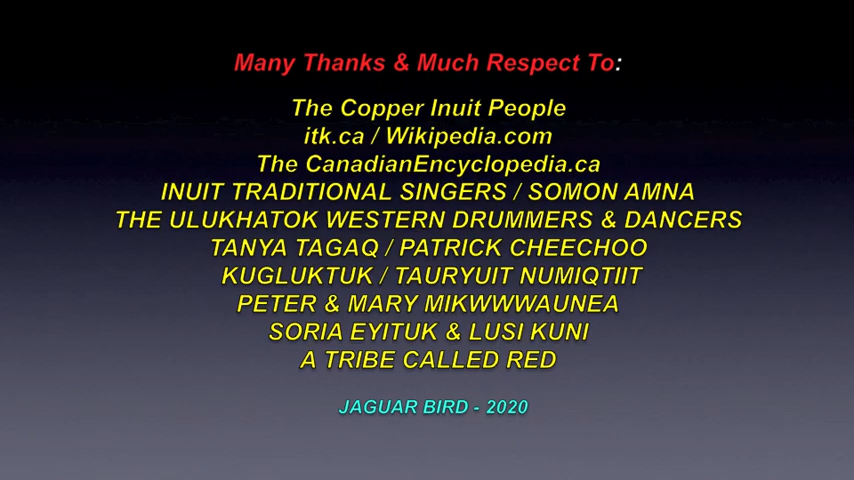 Many Thanks & Much Respect To:
The Copper Inuit People
itk.ca / Wikipedia.com
The CanadianEncyclopedia.ca
INUIT TRADITIONAL SINGERS / SOMON AMNA
THE ULUKHATOK WESTERN DRUMMERS & DANCERS
TANYA TAGAQ / PATRICK CHEECHOO
KUGLUKTUK / TAURYUIT NUMIQTIIT
PETER & MARY MIKWWWAUNEA
SORIA EYITUK & LUSI KUNI
A TRIBE CALLED RED
JAGUAR BIRD - 2020